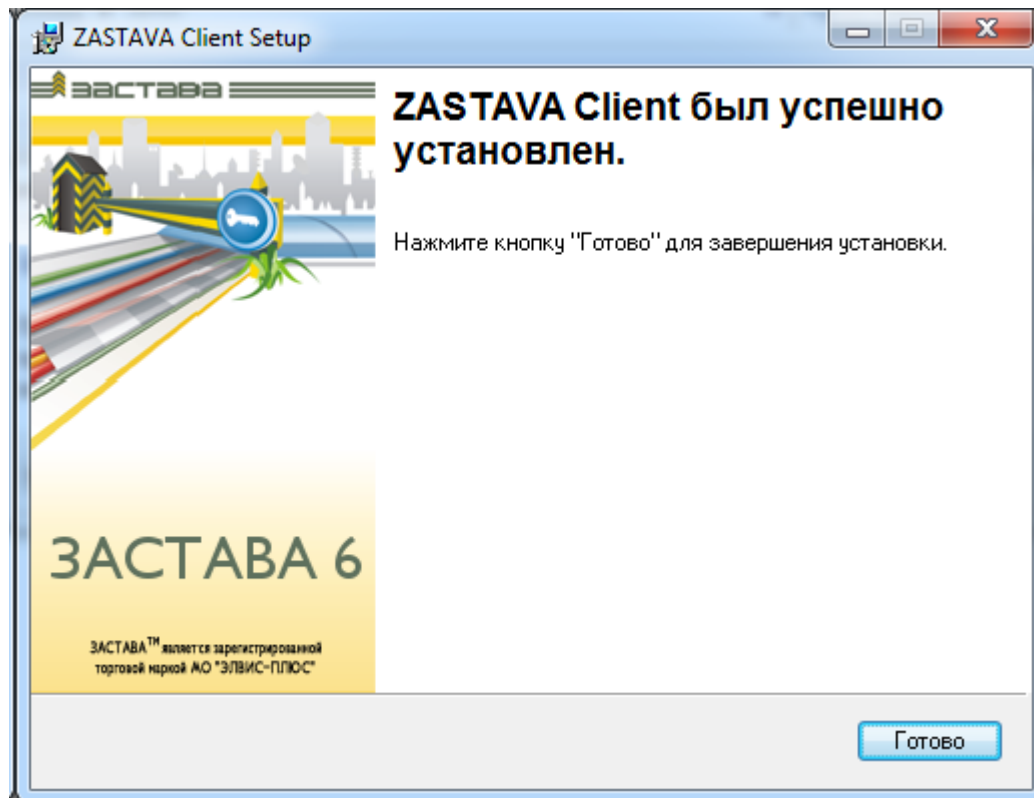 ZASTAVA Client Setup
ЗАСТАВА
ZASTAVA Client был успешно
установлен.
Нажмите кнопку "Готово" для завершения установки.
ЗАСТАВА 6
ЗАСТАВА™ является зарегистрированной
торговой маркой АО "ЭЛВИС-ПЛЮС"
Готово